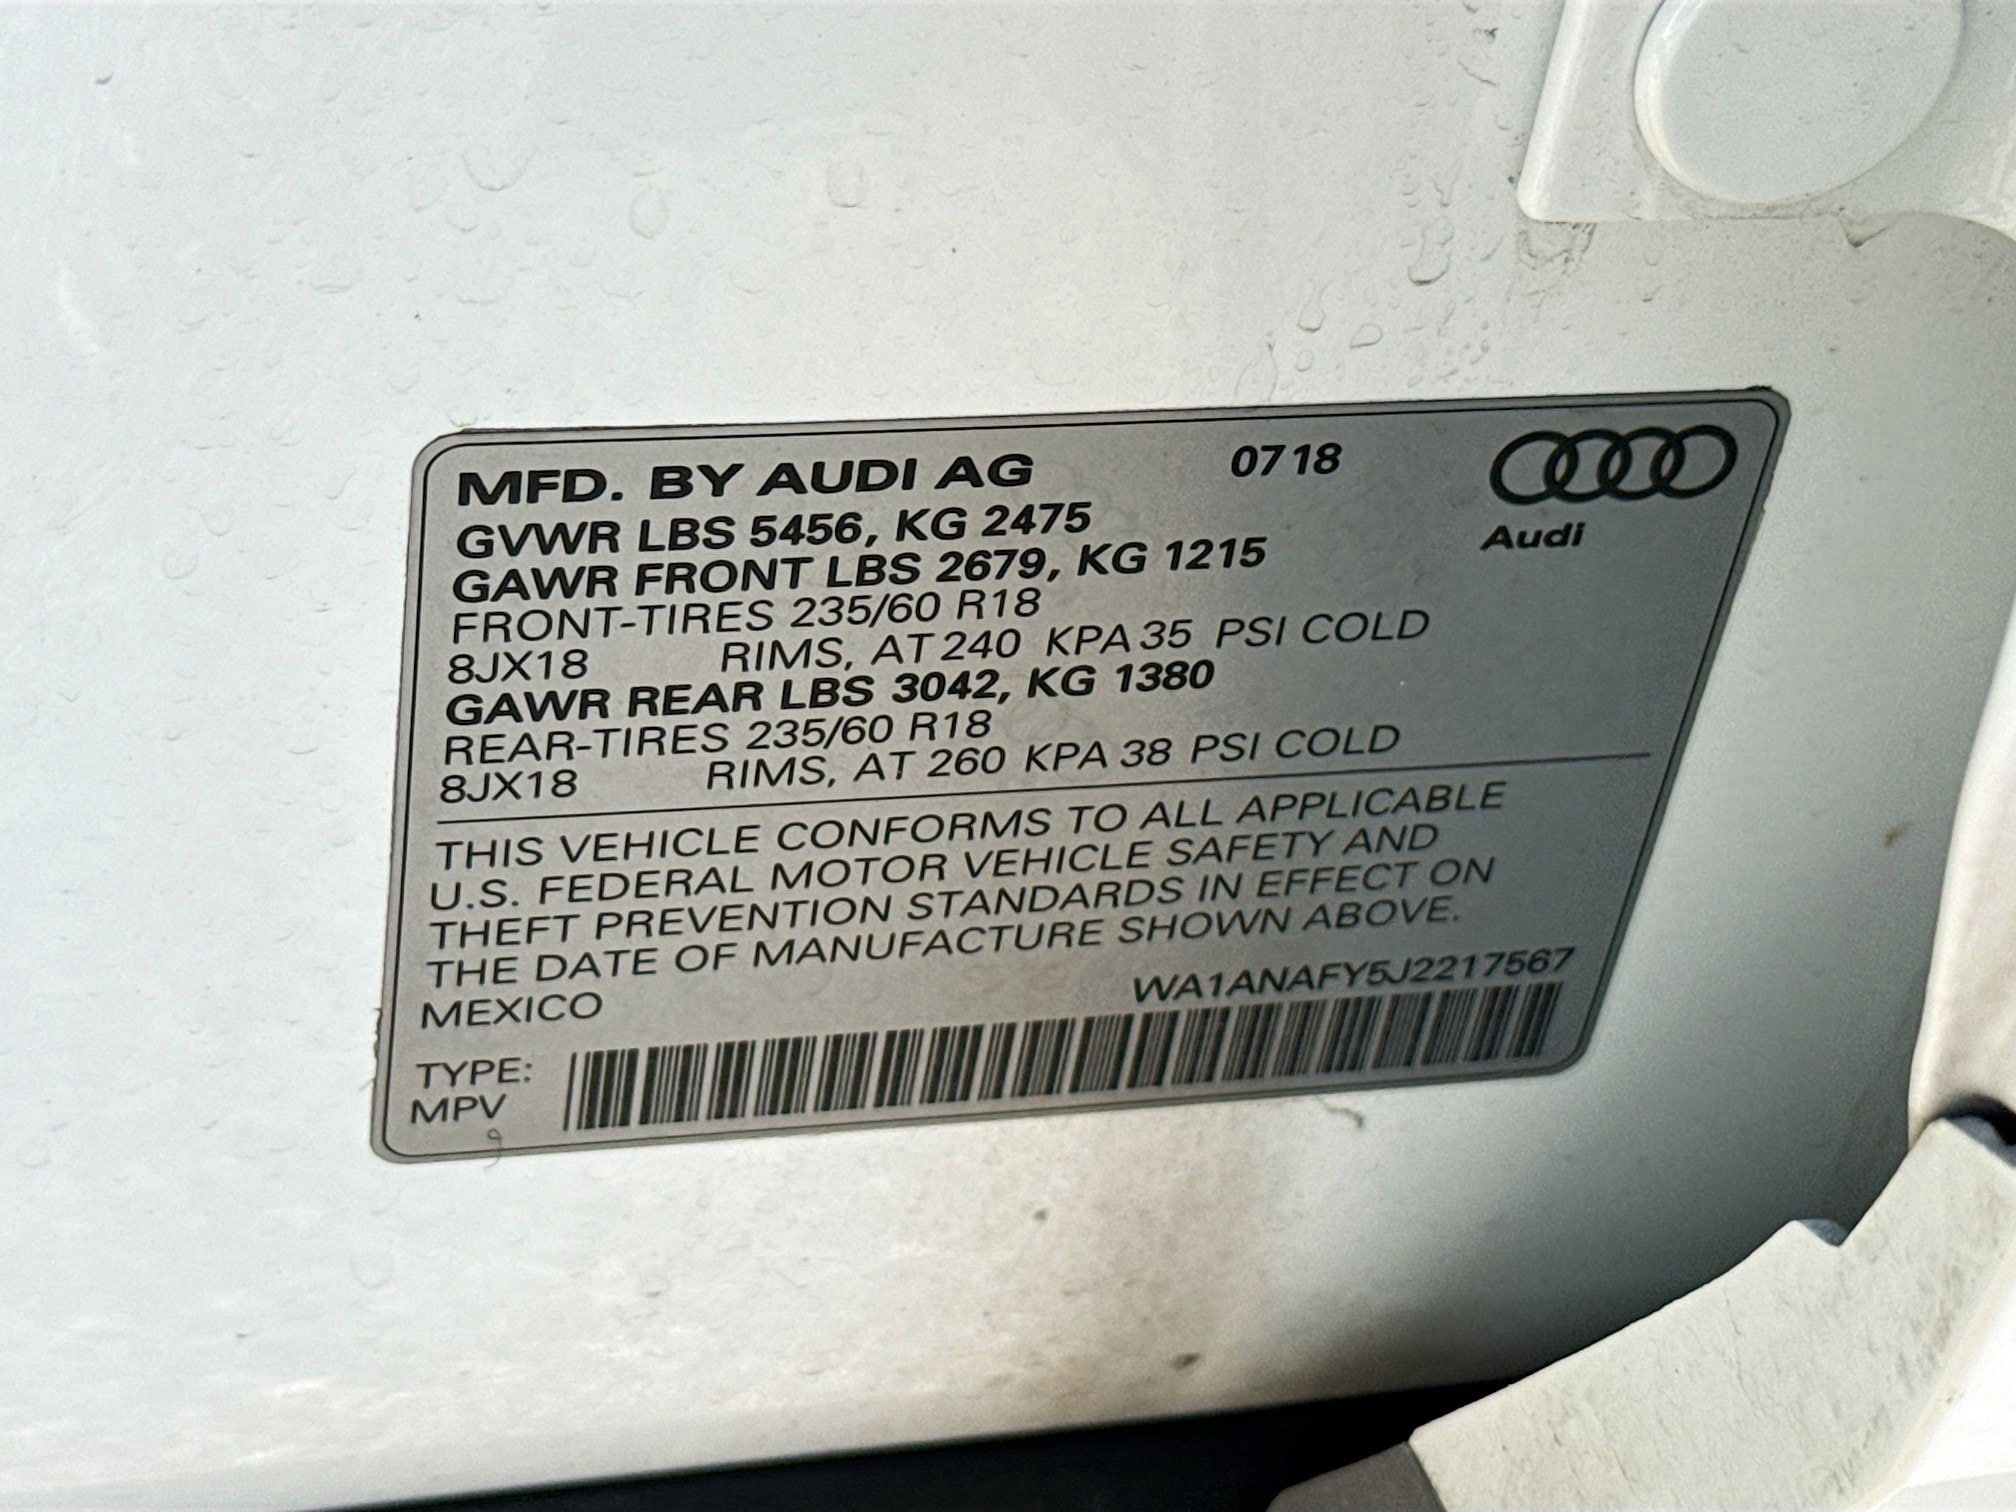 MFD. BY AUDI AG 0718
GVWR LBS 5456, KG 2475
Audi
GAWR FRONT LBS 2679, KG 1215
FRONT-TIRES 235/60 R18
8JX18 RIMS, AT 240 KPA 35 PSI COLD
GAWR REAR LBS 3042, KG 1380
REAR-TIRES 235/60 R18
8JX18 RIMS, AT 260 KPA 38 PSI COLD
THIS VEHICLE CONFORMS TO ALL APPLICABLE
U.S. FEDERAL MOTOR VEHICLE SAFETY AND
THEFT PREVENTION STANDARDS IN EFFECT ON
THE DATE OF MANUFACTURE SHOWN ABOVE.
MEXICO WA1ANAFY5J2217567
TYPE:
MPV